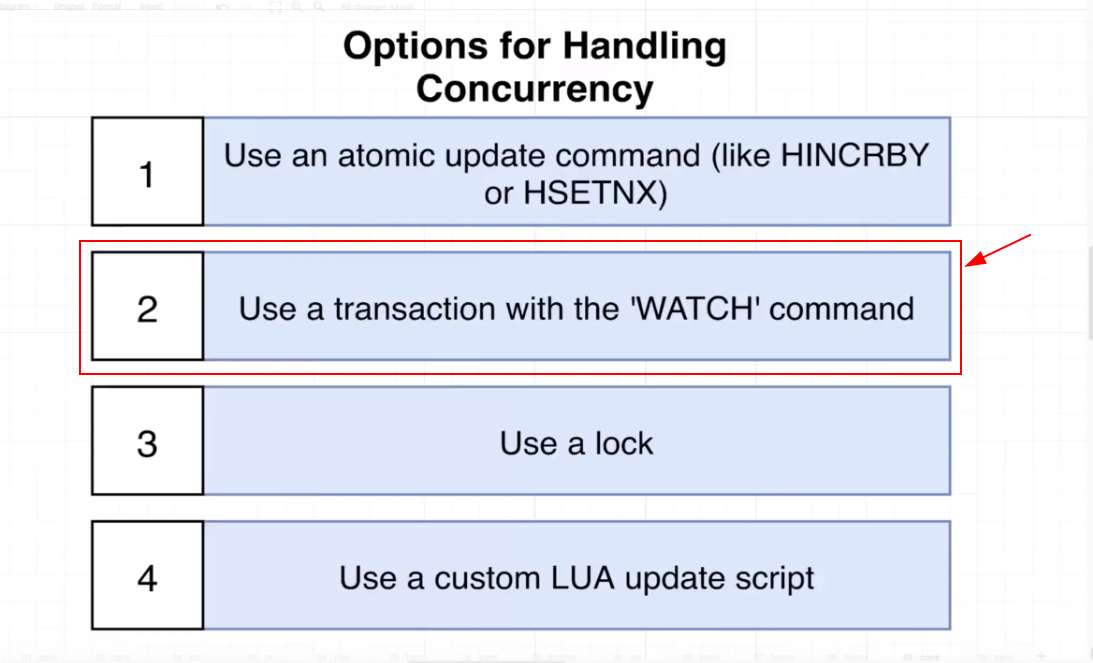 Shapes Format Insert
All changes saved
Options for Handling
Concurrency
1
Use an atomic update command (like HINCRBY
or HSETNX)
2
Use a transaction with the 'WATCH' command
3
Use a lock
4
Use a custom LUA update script